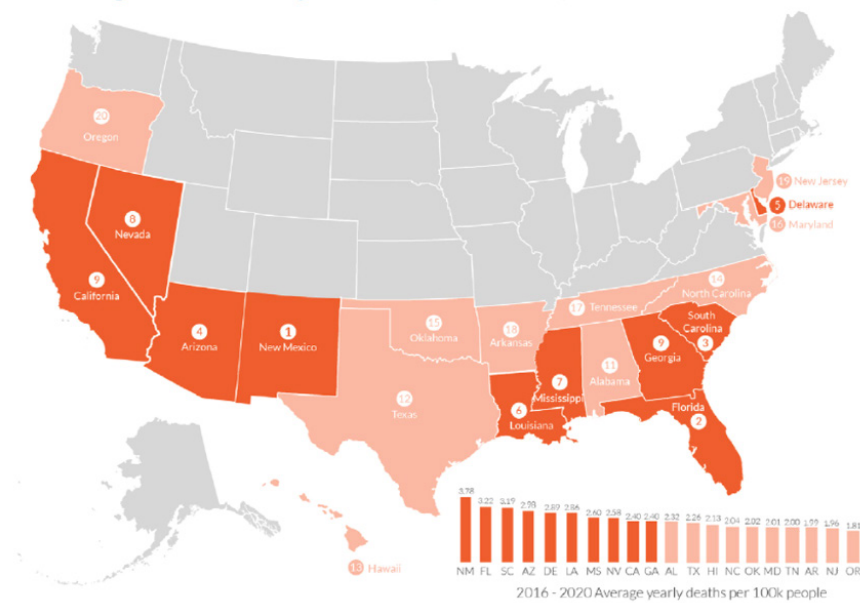 20
Oregon
8
Nevada
9
California
4
Arizona
1
New Mexico
15
Oklahoma
12
Texas
18
Arkansas
17 Tennessee
14
North Carolina
South
Carolina
3
9
Georgia
11
Alabama
7
Mississippi
6
Louisiana
Florida
2
19 New Jersey
5 Delaware
16 Maryland
13 Hawaii
3.78 3.22 3.19 2.98 2.89 2.86 2.60 2.58 2.40 2.40 2.32 2.26 2.13 2.04 2.02 2.01 2.00 1.99 1.96 1.81
NM FL SC AZ DE LA MS NV CA GA AL TX HI NC OK MD TN AR NJ OR
2016 - 2020 Average yearly deaths per 100k people